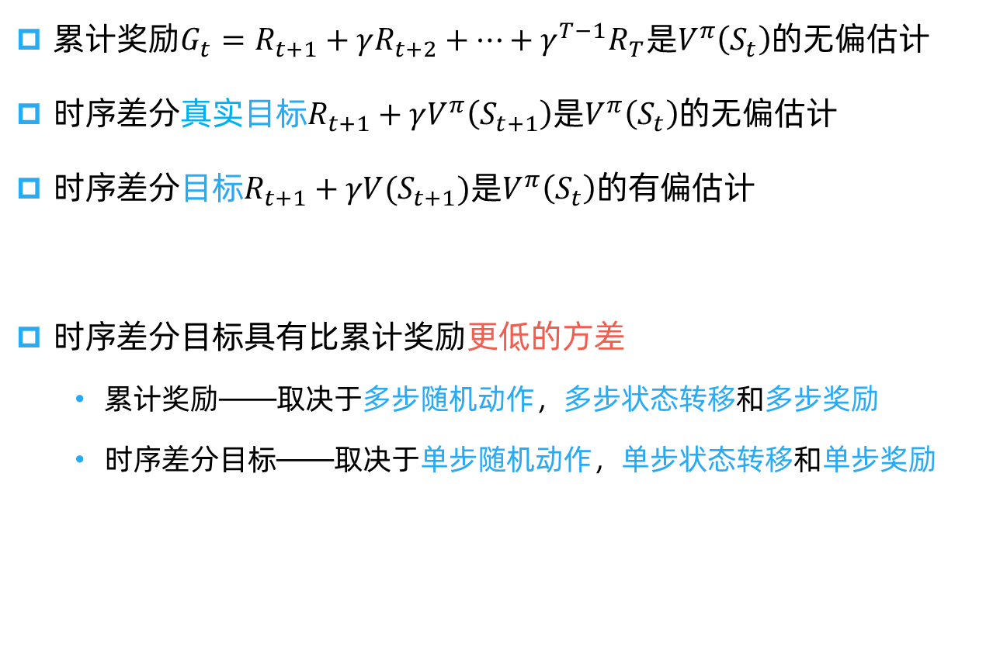 累计奖励$G_t = R_{t+1} + \gamma R_{t+2} + \cdots + \gamma^{T-1} R_T$是$V^\pi(S_t)$的无偏估计
时序差分真实目标$R_{t+1} + \gamma V^\pi(S_{t+1})$是$V^\pi(S_t)$的无偏估计
时序差分目标$R_{t+1} + \gamma V(S_{t+1})$是$V^\pi(S_t)$的有偏估计
时序差分目标具有比累计奖励更低的方差
• 累计奖励——取决于多步随机动作，多步状态转移和多步奖励
• 时序差分目标——取决于单步随机动作，单步状态转移和单步奖励